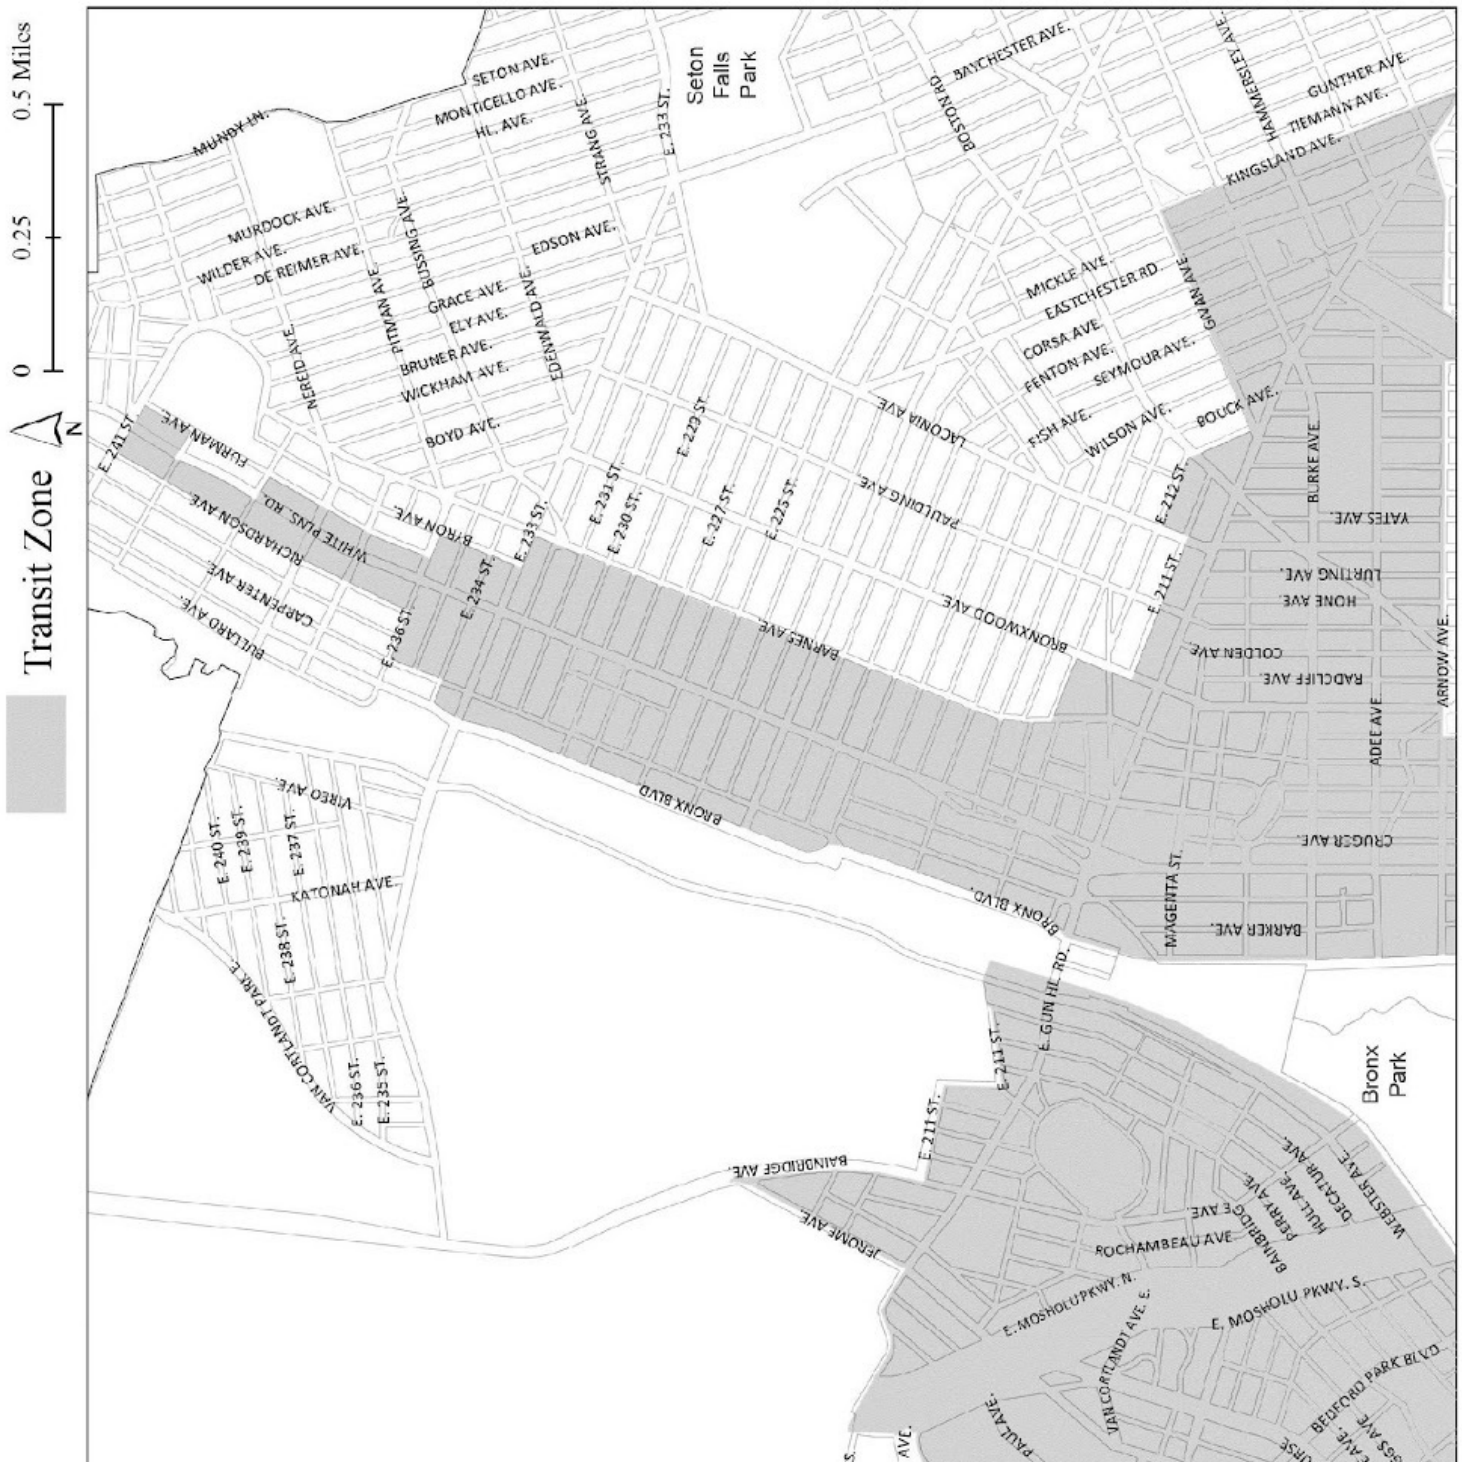 Transit Zone
N
0 0.25 0.5 Miles
SETON AVE.
MONTICELLO AVE.
HL. AVE.
MUNDY LN.
STRANG AVE.
E. 233 ST.
Seton
Falls
Park
BAYCHESTER AVE.
BOSTON RD
HAMMERSLEY AVE.
GUNTHER AVE.
TIEMANN AVE.
KINGSLAND AVE.
MURDOCK AVE.
WILDER AVE.
DE REIMER AVE.
BUSSING AVE.
PITMAN AVE.
NEREID AVE.
EDSON AVE.
GRACE AVE.
ELY AVE.
BRUNER AVE.
WICKHAM AVE.
EDENWALD AVE.
BOYD AVE.
MICKLE AVE.
EASTCHESTER RD.
CORSA AVE.
FENTON AVE.
SEYMOUR AVE.
FISH AVE.
WILSON AVE.
GIVAN AVE.
BOUCK AVE.
LACONIA AVE.
E. 241 ST.
FURMAN AVE.
WHITE PLNS. RD.
RICHARDSON AVE.
CARPENTER AVE.
BULLARD AVE.
BYRON AVE.
E. 236 ST.
E. 234 ST.
E. 233 ST.
E. 231 ST.
E. 230 ST.
E. 229 ST.
E. 227 ST.
E. 225 ST.
PAULDING AVE.
BRONXWOOD AVE.
BARNES AVE.
E. 212 ST.
E. 211 ST.
BURKE AVE.
YATES AVE.
LURTING AVE.
HONE AVE.
COLDEN AVE.
RADCLIFF AVE.
ADEE AVE
ARNOW AVE.
CRUGER AVE.
MAGENTA ST.
BARKER AVE.
BRONX BLVD
BRONX BLVD.
VIREO AVE.
E. 240 ST.
E. 239 ST.
E. 237 ST.
KATONAH AVE.
E. 238 ST.
VAN CORTLANDT PARK E.
E. 236 ST.
E. 235 ST.
E. GUN HL. RD.
E. 211 ST.
E. 211 ST.
BAINBRIDGE AVE.
JEROME AVE.
Bronx
Park
DECATUR AVE.
HULL AVE.
PERRY AVE.
BAINBRIDGE AVE.
WEBSTER AVE.
ROCHAMBEAU AVE
E. MOSHOLU PKWY. N.
E. MOSHOLU PKWY. S.
VAN CORTLANDT AVE. E.
BEDFORD PARK BLVD
PAUL AVE.
AVE.
S.